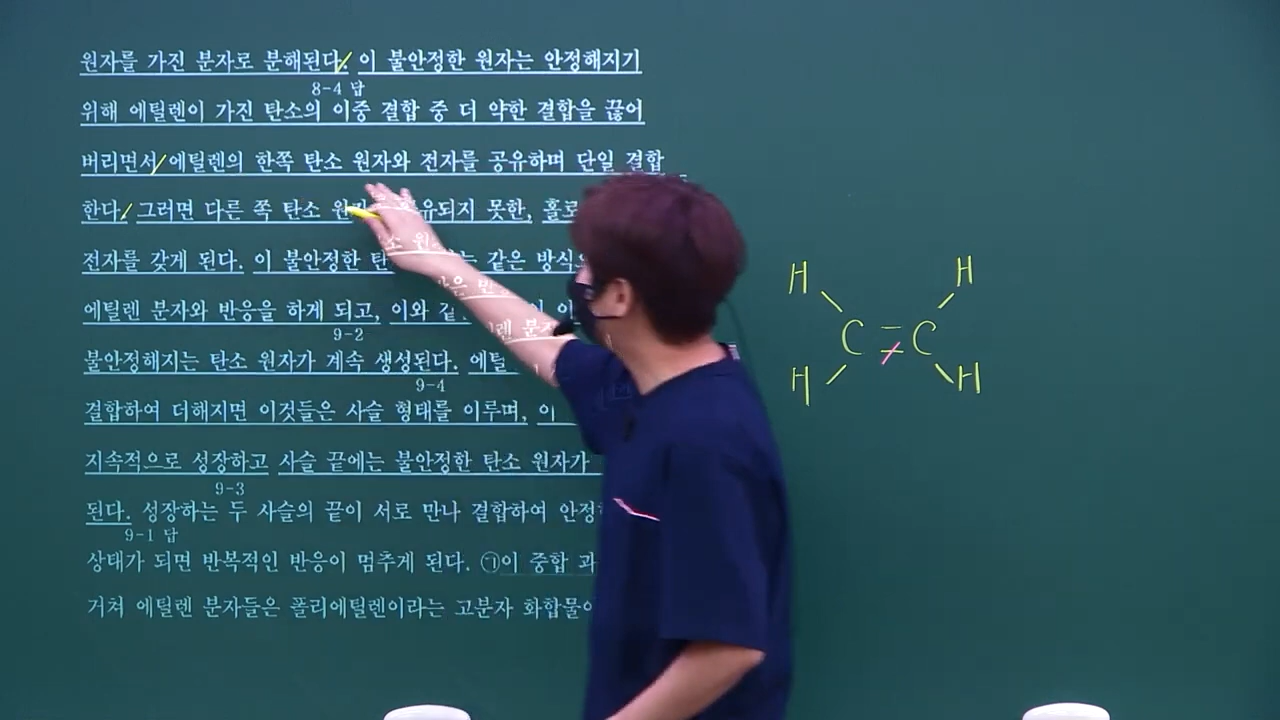 원자를 가진 분자로 분해된다. 이 불안정한 원자는 안정해지기
8-4 답
위해 에틸렌이 가진 탄소의 이중 결합 중 더 약한 결합을 끊어
버리면서 에틸렌의 한쪽 탄소 원자와 전자를 공유하며 단일 결합
한다. 그러면 다른 쪽 탄소 되지 못한, 홀로
전자를 갖게 된다. 이 불안정한 같은
에틸렌 분자와 반응을 하게 되고, 이와
9-2
불안정해지는 탄소 원자가 계속 생성된다.
9-4
결합하여 더해지면 이것들은 사슬 형태를 이루며,
지속적으로 성장하고 사슬 끝에는 불안정한 탄소 원자가
9-3
된다. 성장하는 두 사슬의 끝이 서로 만나 결합하여
9-1 답
상태가 되면 반복적인 반응이 멈추게 된다. ㉠이 중합
거쳐 에틸렌 분자들은 폴리에틸렌이라는 고분자
H H
C = C
H H